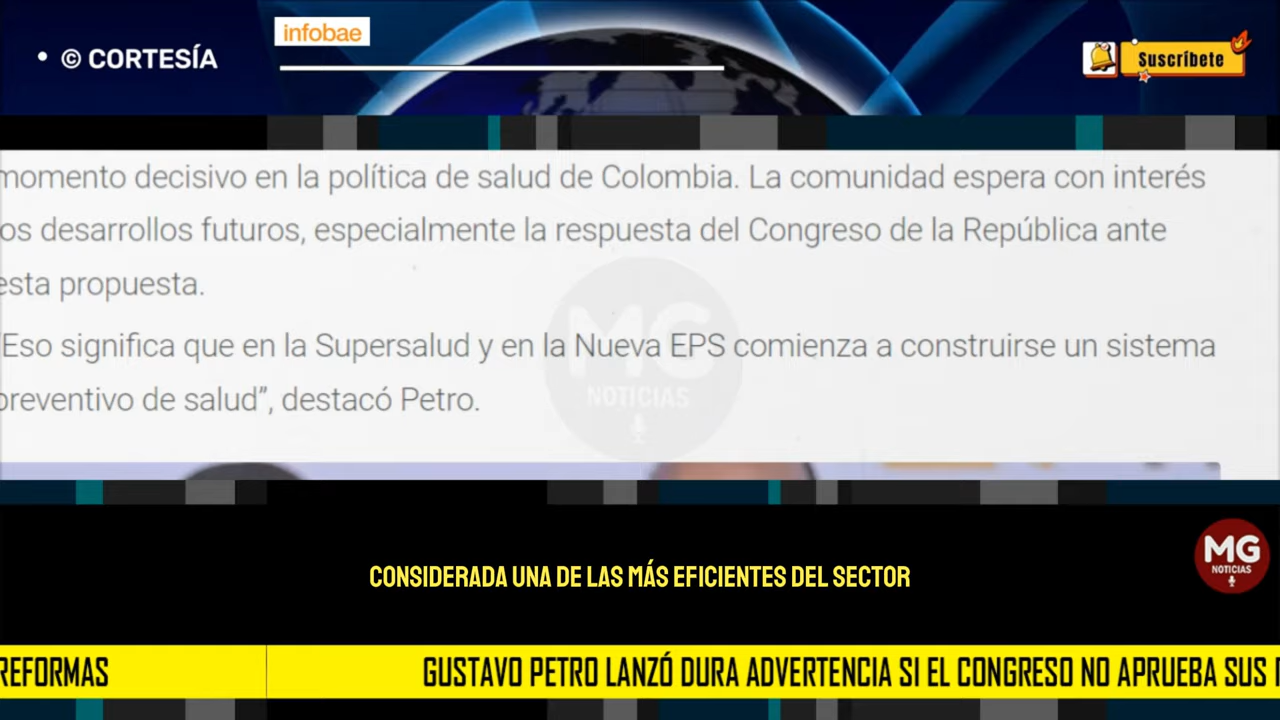 infobae
• © CORTESÍA
Suscríbete
momento decisivo en la política de salud de Colombia. La comunidad espera con interés
os desarrollos futuros, especialmente la respuesta del Congreso de la República ante
esta propuesta.
Eso significa que en la Supersalud y en la Nueva EPS comienza a construirse un sistema
preventivo de salud”, destacó Petro.
MG
NOTICIAS
CONSIDERADA UNA DE LAS MÁS EFICIENTES DEL SECTOR
MG
NOTICIAS
REFORMAS
GUSTAVO PETRO LANZÓ DURA ADVERTENCIA SI EL CONGRESO NO APRUEBA SUS